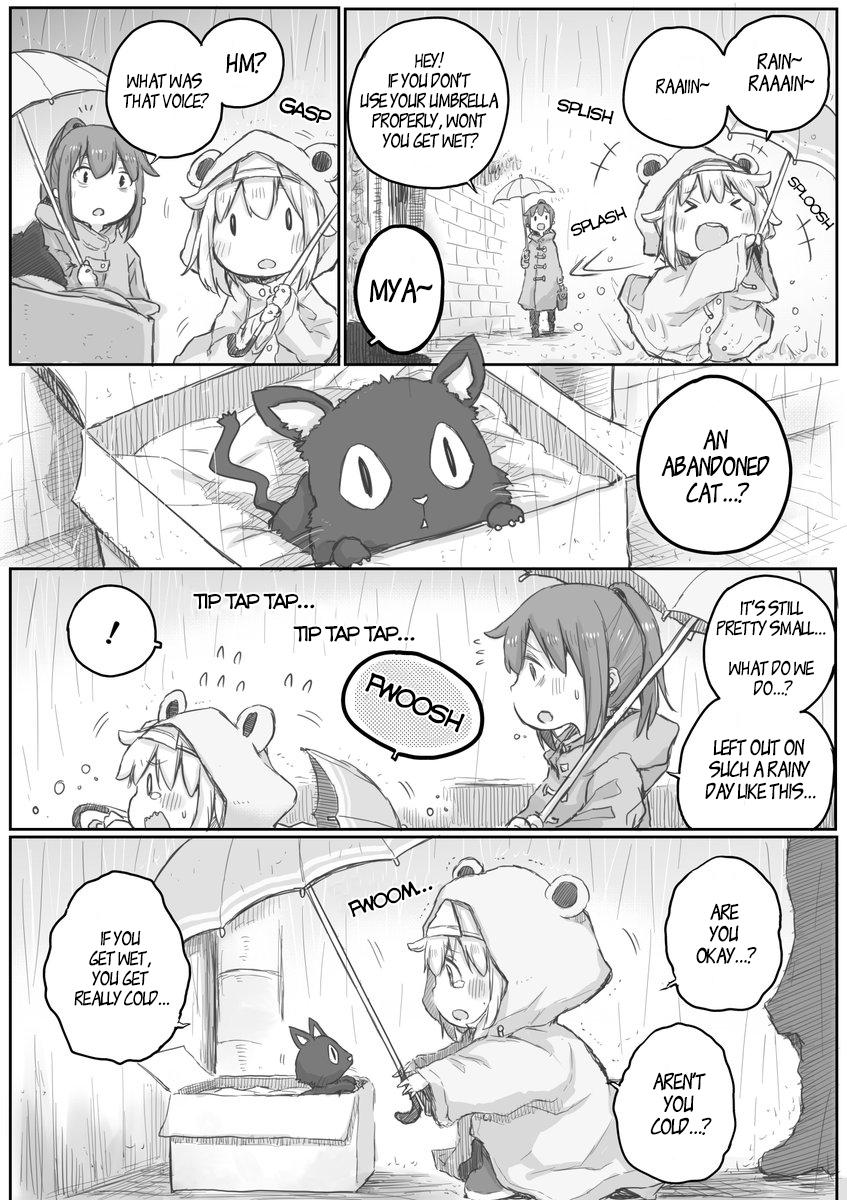 RAIN~
RAAAIN~
RAAIIN~
SPLISH
SPLOOSH
SPLASH
HEY!
IF YOU DON'T
USE YOUR UMBRELLA
PROPERLY, WONT
YOU GET WET?
MYA~
GASP
HM?
WHAT WAS
THAT VOICE?
AN
ABANDONED
CAT...?
IT'S STILL
PRETTY SMALL...
WHAT DO WE
DO...?
LEFT OUT ON
SUCH A RAINY
DAY LIKE THIS...
FWOOSH
TIP TAP TAP...
TIP TAP TAP...
!
ARE
YOU
OKAY...?
AREN'T
YOU
COLD...?
FWOOM...
IF YOU
GET WET,
YOU GET
REALLY COLD...